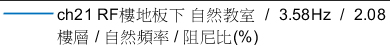 ch21 RF樓地板下 自然教室 / 3.58Hz / 2.08
樓層 / 自然頻率 / 阻尼比(%)